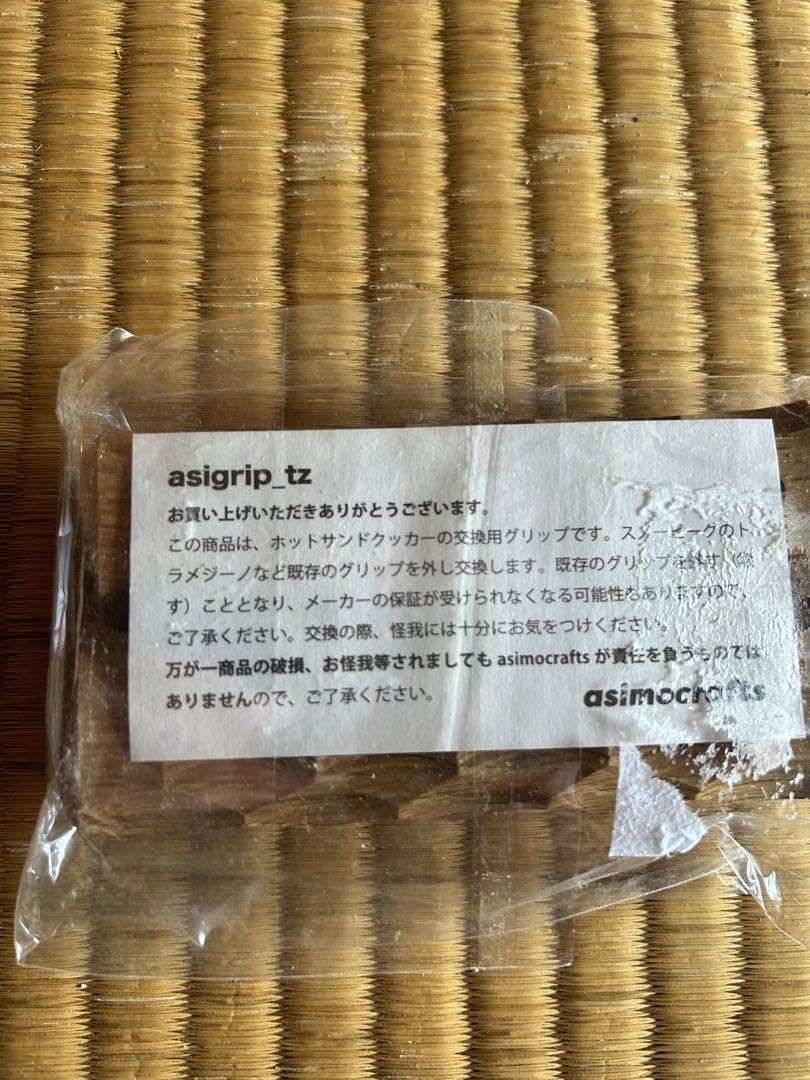 asigrip_tz
お買い上げいただきありがとうございます。
この商品は、ホットサンドクッカーの交換用グリップです。スノーピークのト
ラメジーノなど既存のグリップを外し交換します。既存のグリップを外す（
す）こととなり、メーカーの保証が受けられなくなる可能性もありますので、
ご了承ください。交換の際、怪我には十分にお気をつけください。
万が一商品の破損、お怪我等されましても asimocrafts が責任を負うものでは
ありませんので、ご了承ください。
asimocrafts